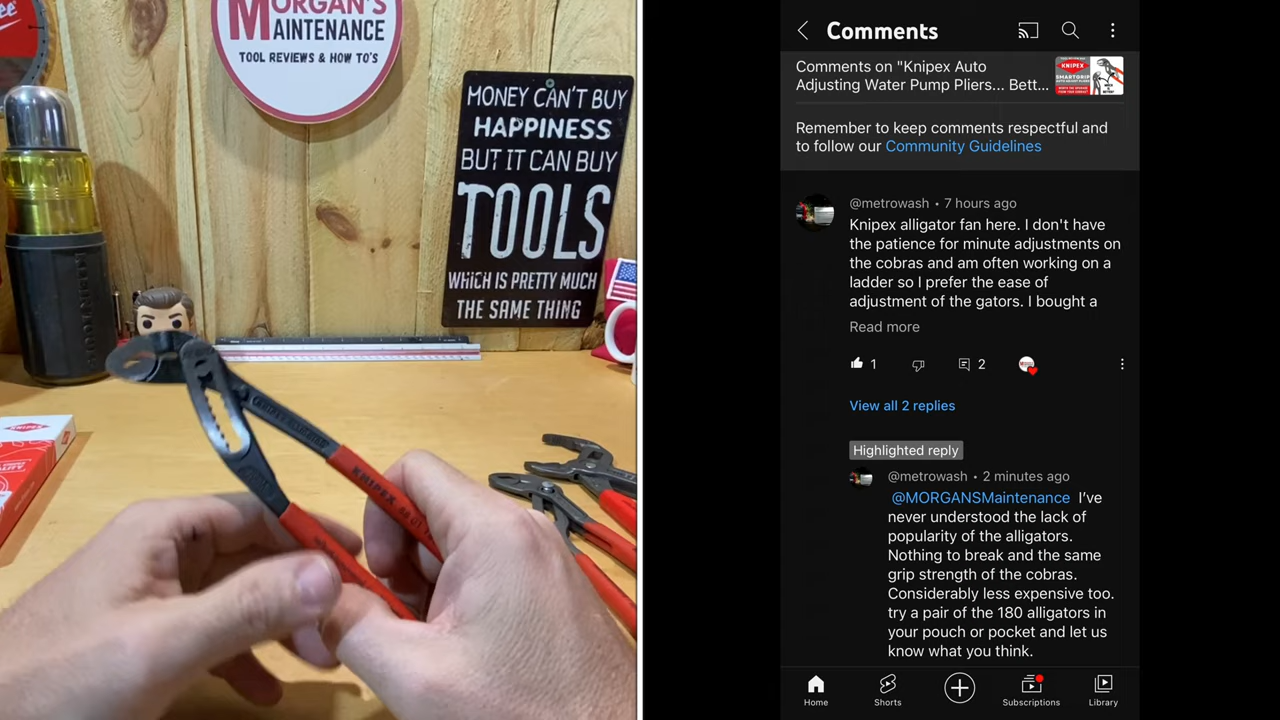 MORGAN'S
MAINTENANCE
TOOL REVIEWS & HOW TO'S
MONEY CAN'T BUY
HAPPINESS
BUT IT CAN BUY
TOOLS
WHICH IS PRETTY MUCH
THE SAME THING
KNIPEX
KNIPEX
Comments
Comments on "Knipex Auto
Adjusting Water Pump Pliers... Bett...
KNIPEX
SMARTGRIP
Remember to keep comments respectful and
to follow our Community Guidelines
@metrowash • 7 hours ago
Knipex alligator fan here. I don't have
the patience for minute adjustments on
the cobras and am often working on a
ladder so I prefer the ease of
adjustment of the gators. I bought a
Read more
1
2
View all 2 replies
Highlighted reply
@metrowash • 2 minutes ago
@MORGANSMaintenance I've
never understood the lack of
popularity of the alligators.
Nothing to break and the same
grip strength of the cobras.
Considerably less expensive too.
try a pair of the 180 alligators in
your pouch or pocket and let us
know what you think.
Home
Shorts
Subscriptions
Library